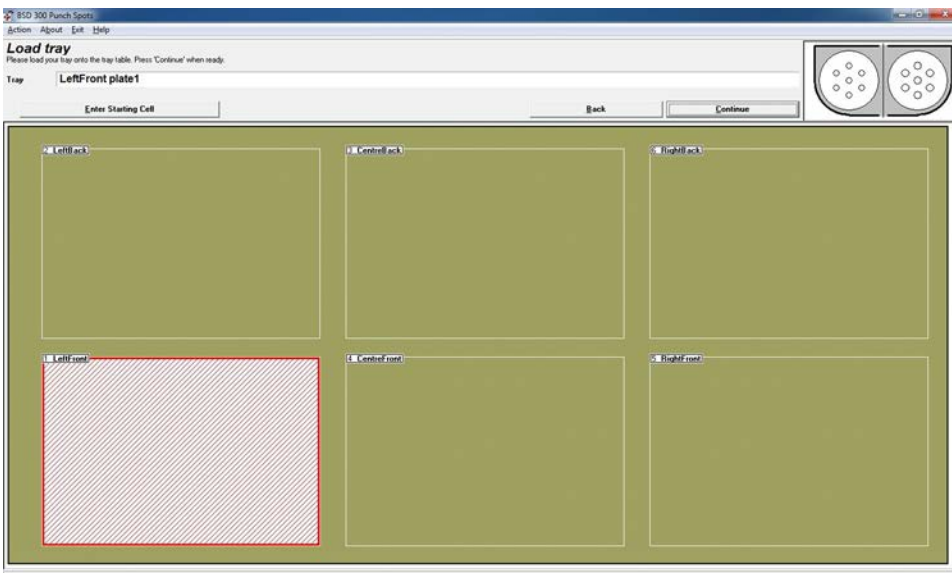 BSD 300 Punch Spots
Action About Exit Help
Load tray
Please load your tray onto the tray table. Press 'Continue' when ready.
Tray LeftFront plate1
Enter Starting Cell Back Continue
2 LeftBack 3 CentreBack 6 RightBack
1 LeftFront 4 CentreFront 5 RightFront